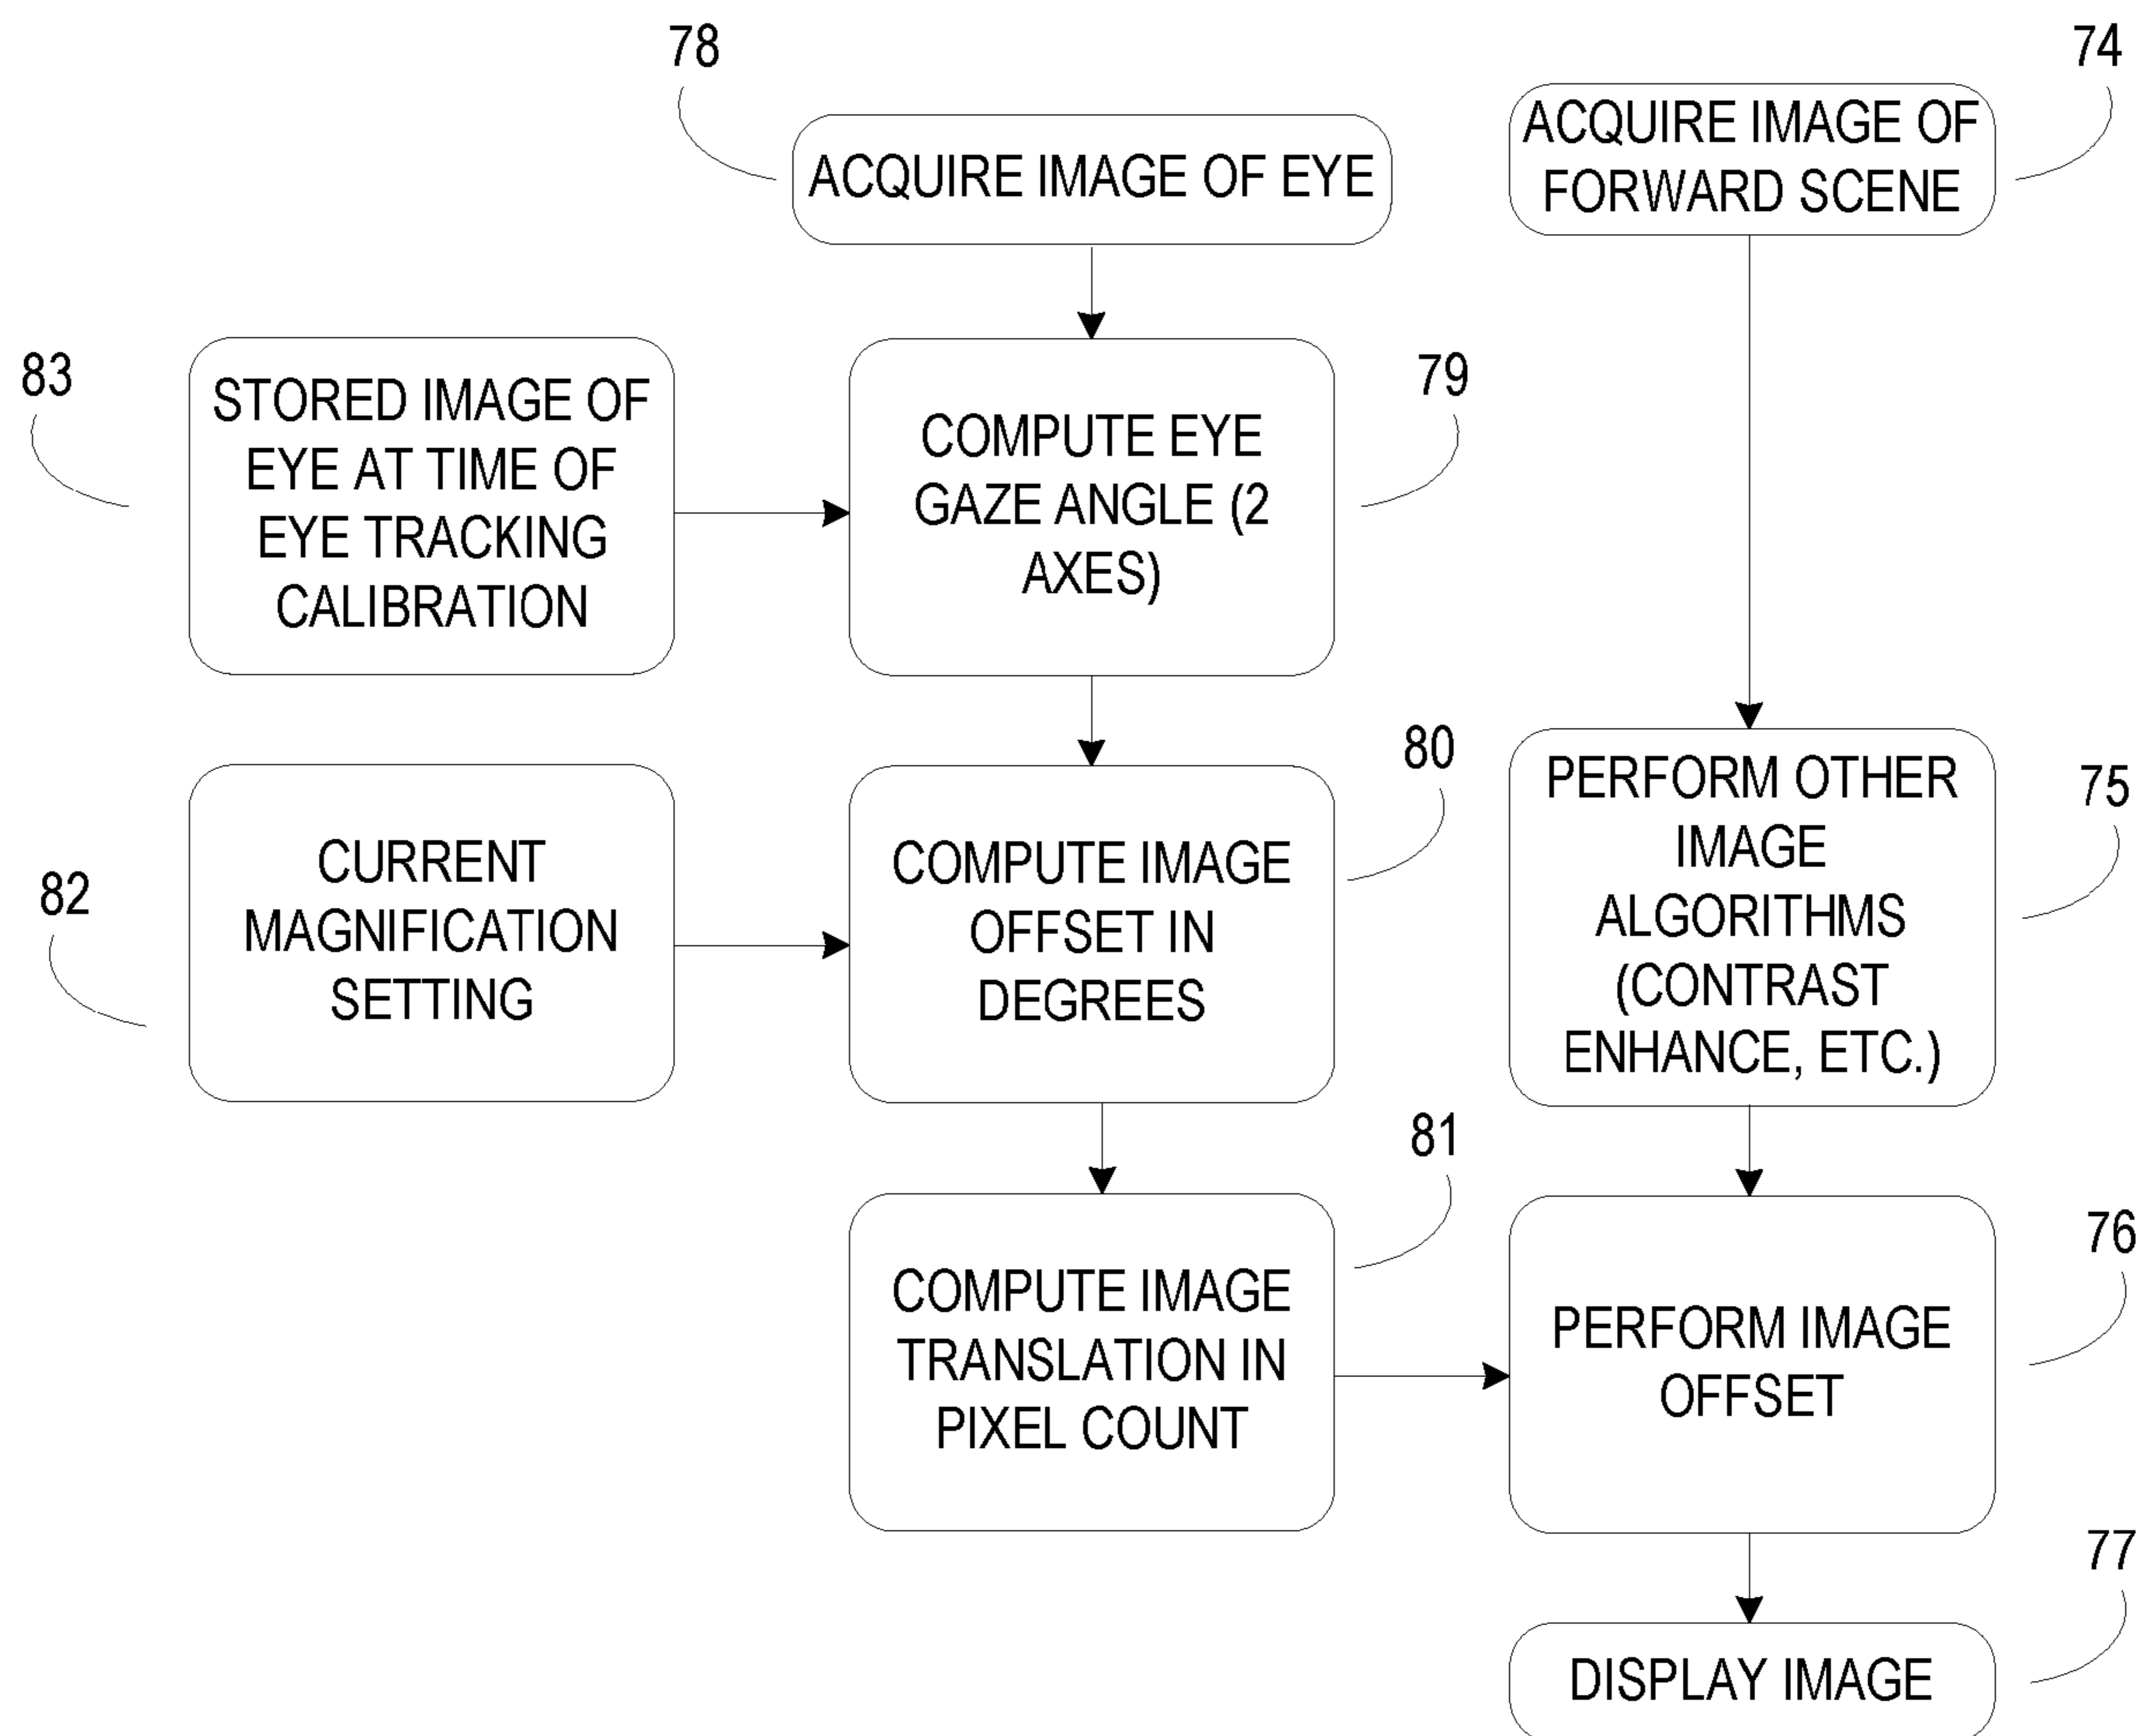 78
ACQUIRE IMAGE OF EYE
74
ACQUIRE IMAGE OF
FORWARD SCENE
83
STORED IMAGE OF
EYE AT TIME OF
EYE TRACKING
CALIBRATION
79
COMPUTE EYE
GAZE ANGLE (2
AXES)
82
CURRENT
MAGNIFICATION
SETTING
80
COMPUTE IMAGE
OFFSET IN
DEGREES
75
PERFORM OTHER
IMAGE
ALGORITHMS
(CONTRAST
ENHANCE, ETC.)
81
COMPUTE IMAGE
TRANSLATION IN
PIXEL COUNT
76
PERFORM IMAGE
OFFSET
77
DISPLAY IMAGE